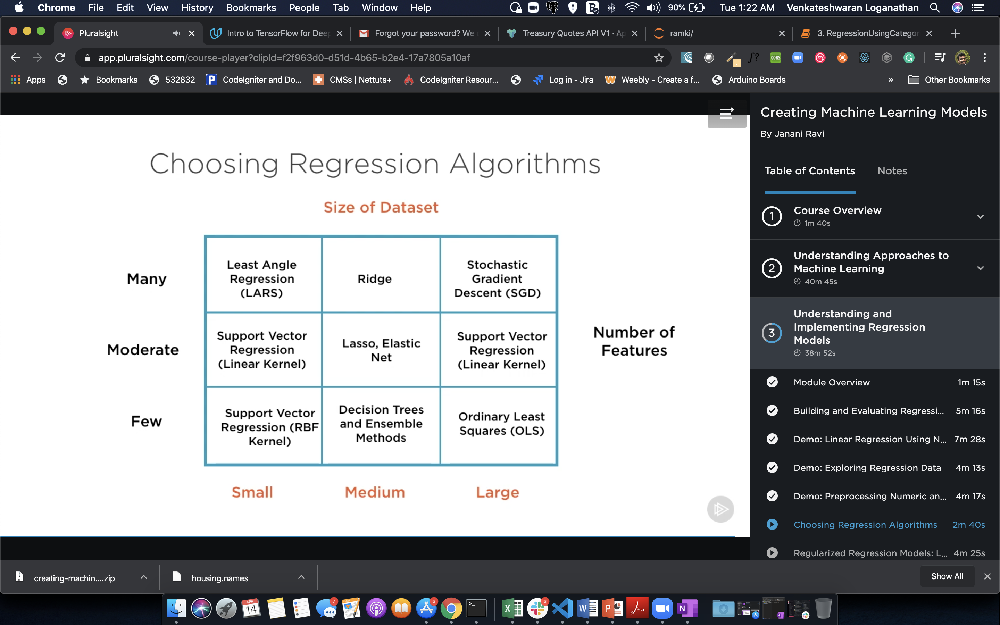 Chrome File Edit View History Bookmarks People Tab Window Help 90% Tue 1:22 AM Venkateshwaran Loganathan
Pluralsight Intro to TensorFlow for Deep Forgot your password? We Treasury Quotes API V1 · Ap ramki/ 3. RegressionUsingCategor
app.pluralsight.com/course-player?clipId=f2f963d0-d51d-4b65-b2e4-17a7805a10af f? CORS
Apps Bookmarks 532832 CodeIgniter and Do... CMSs | Nettuts+ CodeIgniter Resour... Log in - Jira Weebly - Create a f... Arduino Boards » Other Bookmarks
Choosing Regression Algorithms
Size of Dataset
Many
Least Angle
Regression
(LARS)
Ridge
Stochastic
Gradient
Descent (SGD)
Moderate
Support Vector
Regression
(Linear Kernel)
Lasso, Elastic
Net
Support Vector
Regression
(Linear Kernel)
Number of
Features
Few
Support Vector
Regression (RBF
Kernel)
Decision Trees
and Ensemble
Methods
Ordinary Least
Squares (OLS)
Small Medium Large
Creating Machine Learning Models
By Janani Ravi
Table of Contents Notes
1 Course Overview
1m 40s
2 Understanding Approaches to
Machine Learning
40m 45s
3 Understanding and
Implementing Regression
Models
38m 52s
Module Overview 1m 15s
Building and Evaluating Regressi... 5m 16s
Demo: Linear Regression Using N... 7m 28s
Demo: Exploring Regression Data 4m 13s
Demo: Preprocessing Numeric an... 4m 17s
Choosing Regression Algorithms 2m 40s
Regularized Regression Models: L... 4m 25s
creating-machin....zip housing.names Show All
APR
14 7 3 3